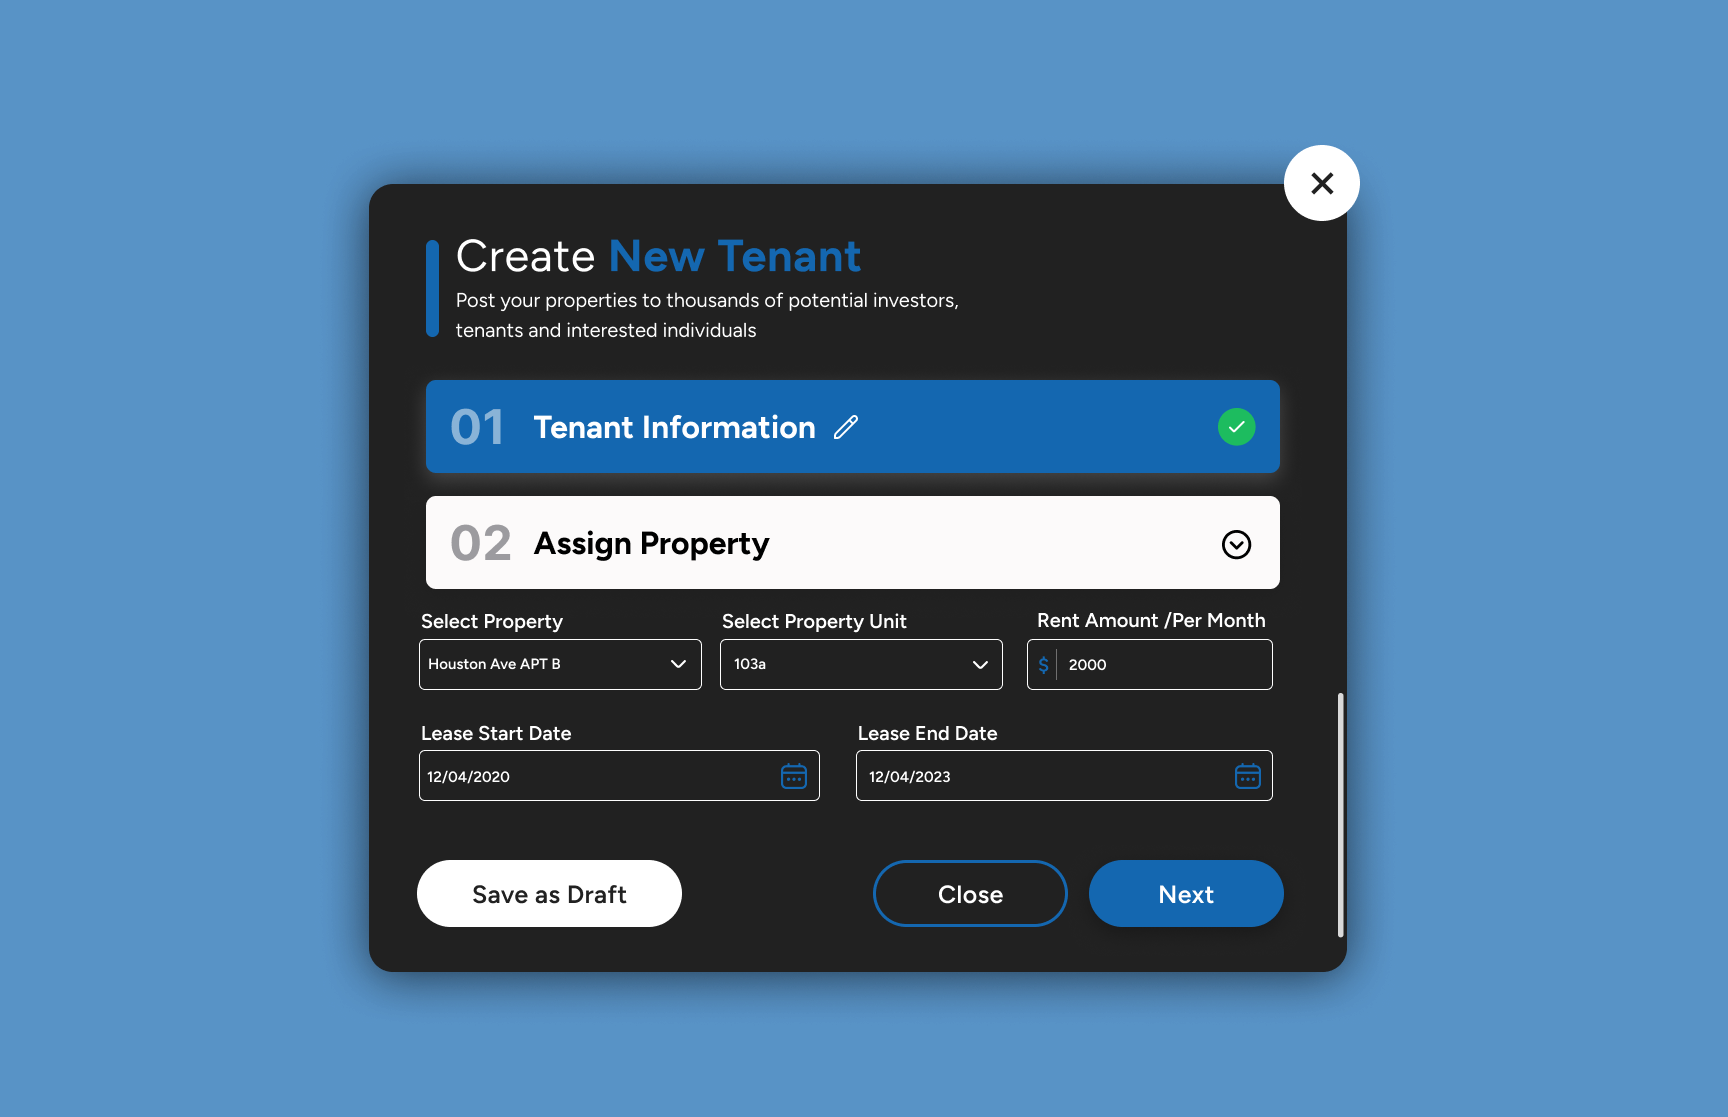 Create New Tenant
Post your properties to thousands of potential investors,
tenants and interested individuals
01 Tenant Information
02 Assign Property
Select Property Select Property Unit Rent Amount /Per Month
Houston Ave APT B 103a $ 2000
Lease Start Date Lease End Date
12/04/2020 12/04/2023
Save as Draft Close Next